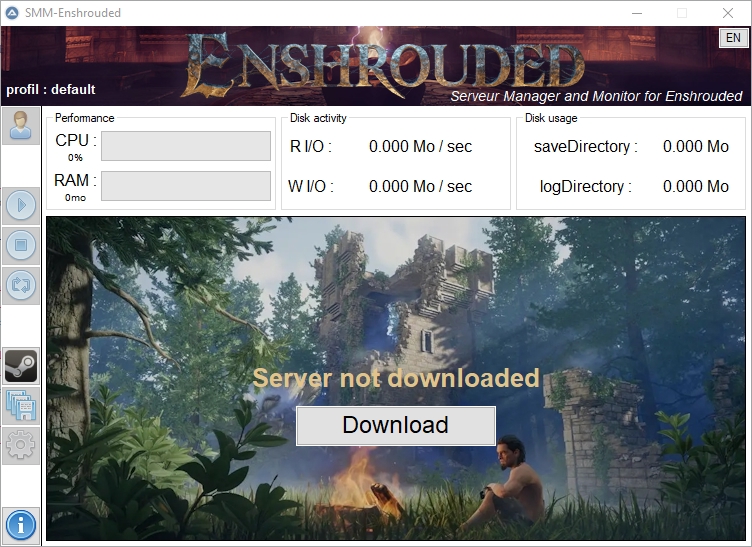 SMM-Enshrouded
EN
ENSHROUDED
profil : default
Serveur Manager and Monitor for Enshrouded
Performance
CPU :
0%
RAM :
0mo
Disk activity
R I/O : 0.000 Mo / sec
W I/O : 0.000 Mo / sec
Disk usage
saveDirectory : 0.000 Mo
logDirectory : 0.000 Mo
Server not downloaded
Download